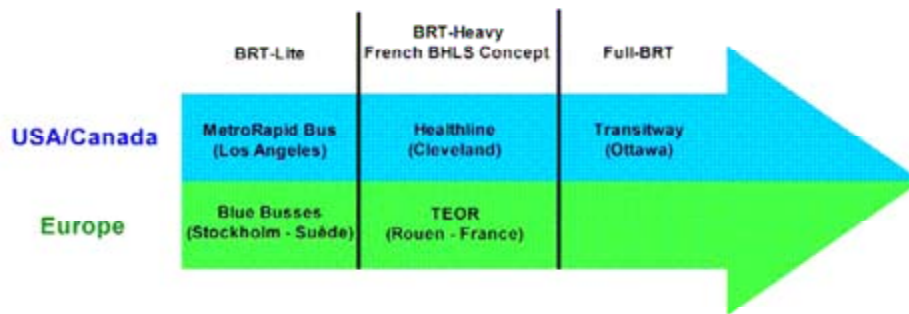 BRT-Lite
BRT-Heavy
French BHLS Concept
Full-BRT
USA/Canada
MetroRapid Bus
(Los Angeles)
Healthline
(Cleveland)
Transitway
(Ottawa)
Europe
Blue Busses
(Stockholm - Suède)
TEOR
(Rouen - France)